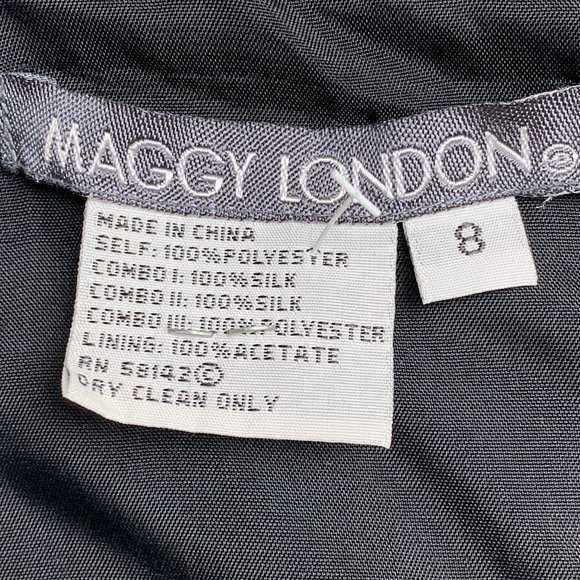 MAGGY LONDON ®
8
MADE IN CHINA
SELF: 100% POLYESTER
COMBO I: 100% SILK
COMBO II: 100% SILK
COMBO III: 100% POLYESTER
LINING: 100% ACETATE
RN 58142 Ⓔ
DRY CLEAN ONLY